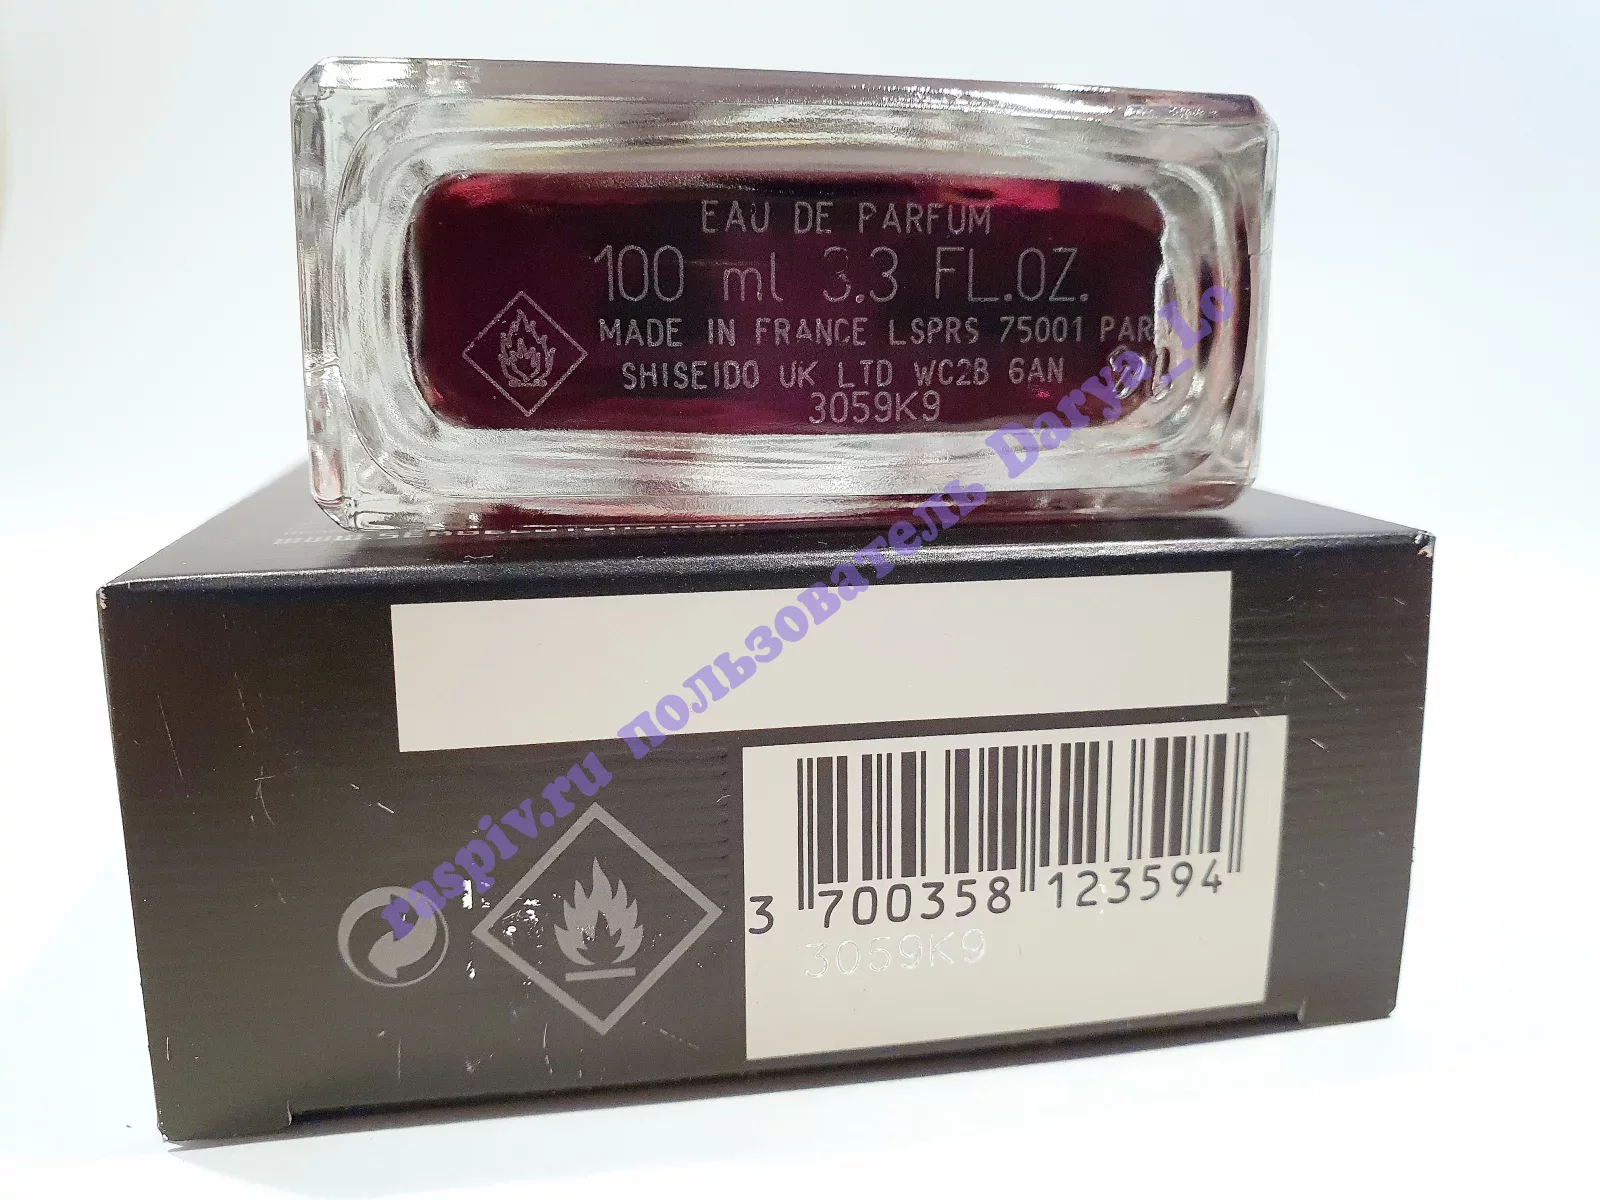 EAU DE PARFUM
100 ml 3.3 FL.OZ.
MADE IN FRANCE LSPRS 75001
SHISEIDO UK LTD WC2B 6AN
3059K9
raspiv.ru пользователь Darya_Lo
3 700358 123594
3059K9